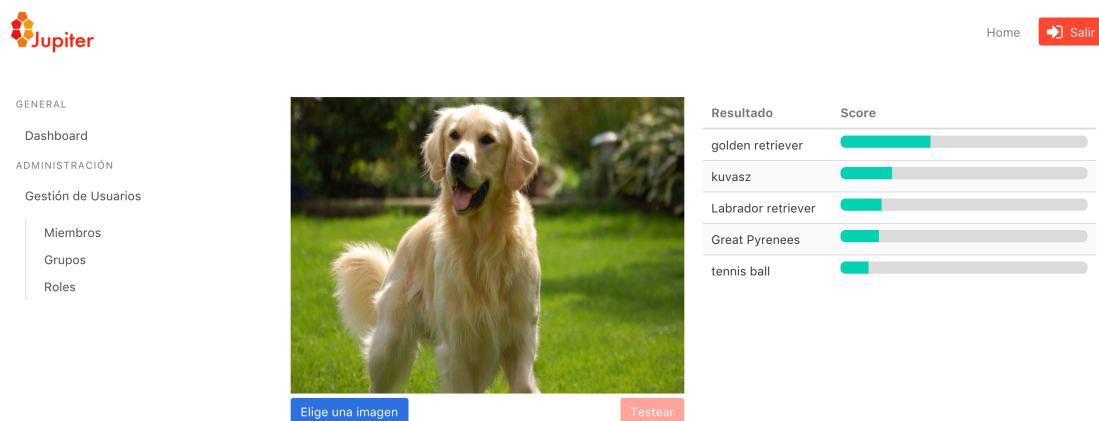 Jupiter
Home
Salir
GENERAL
Dashboard
ADMINISTRACIÓN
Gestión de Usuarios
Miembros
Grupos
Roles
Elige una imagen
Testear
Resultado Score
golden retriever
kuvasz
Labrador retriever
Great Pyrenees
tennis ball